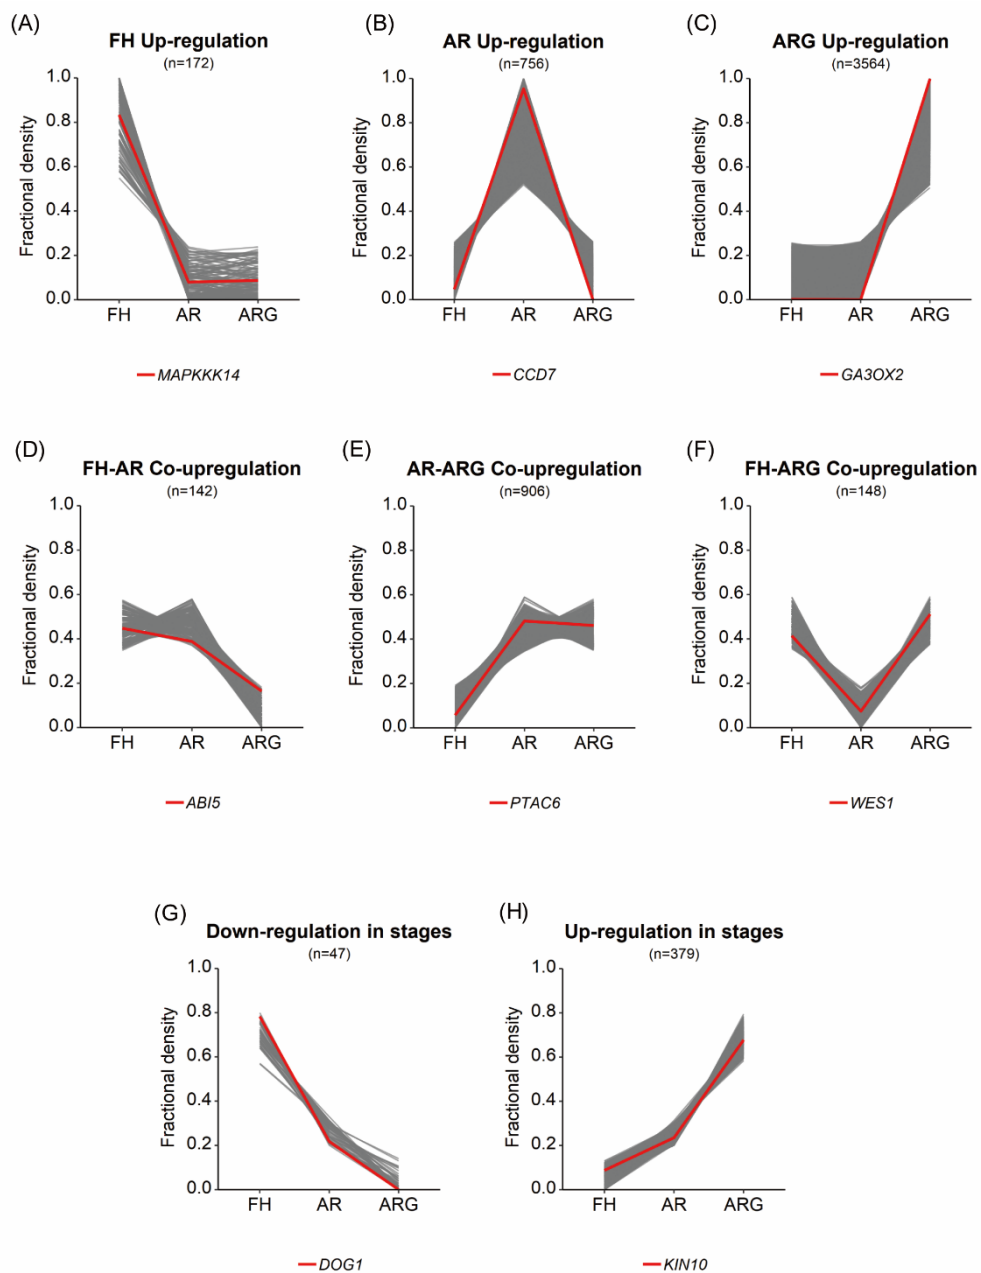 (A)
FH Up-regulation
(n=172)
Fractional density
1.0
0.8
0.6
0.4
0.2
0.0
FH AR ARG
MAPKKK14
(B)
AR Up-regulation
(n=756)
Fractional density
1.0
0.8
0.6
0.4
0.2
0.0
FH AR ARG
CCD7
(C)
ARG Up-regulation
(n=3564)
Fractional density
1.0
0.8
0.6
0.4
0.2
0.0
FH AR ARG
GA3OX2
(D)
FH-AR Co-upregulation
(n=142)
Fractional density
1.0
0.8
0.6
0.4
0.2
0.0
FH AR ARG
ABI5
(E)
AR-ARG Co-upregulation
(n=906)
Fractional density
1.0
0.8
0.6
0.4
0.2
0.0
FH AR ARG
PTAC6
(F)
FH-ARG Co-upregulation
(n=148)
Fractional density
1.0
0.8
0.6
0.4
0.2
0.0
FH AR ARG
WES1
(G)
Down-regulation in stages
(n=47)
Fractional density
1.0
0.8
0.6
0.4
0.2
0.0
FH AR ARG
DOG1
(H)
Up-regulation in stages
(n=379)
Fractional density
1.0
0.8
0.6
0.4
0.2
0.0
FH AR ARG
KIN10